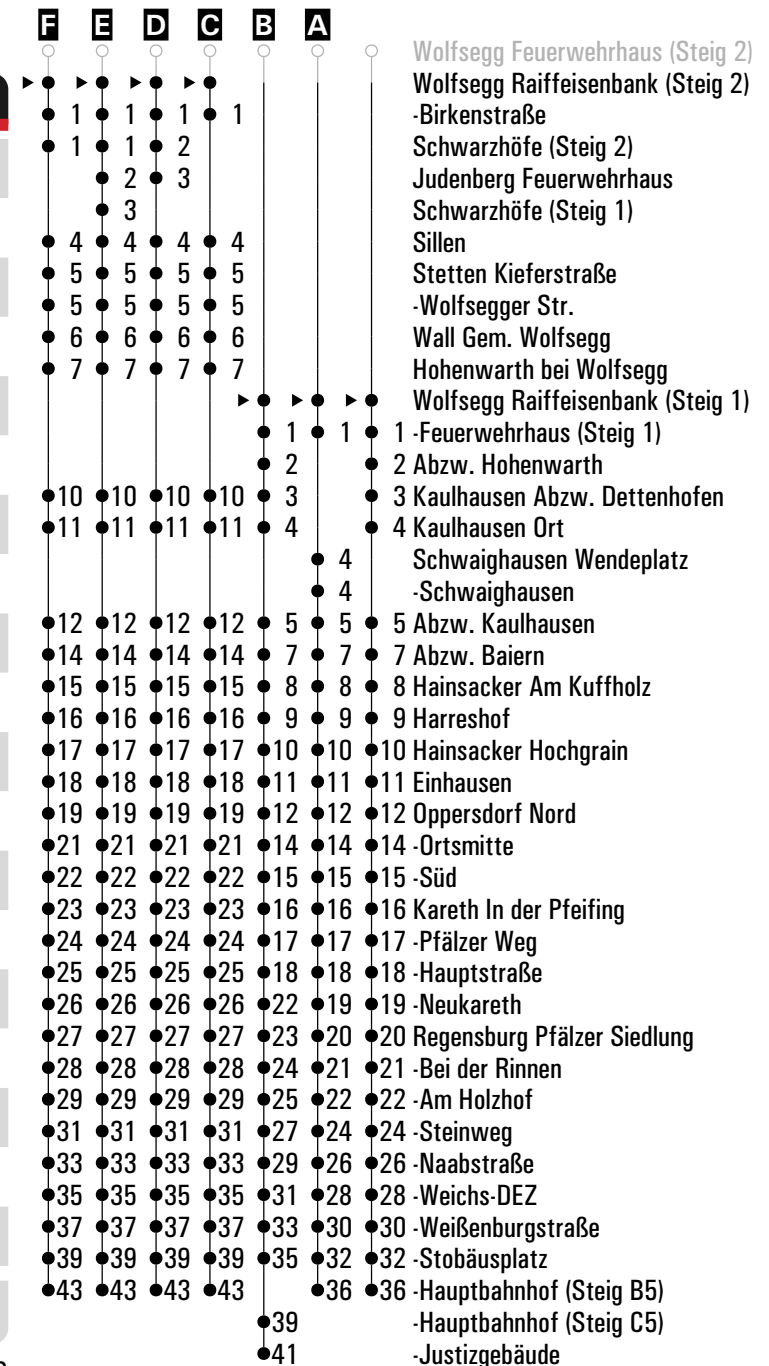 F E D C B A
Wolfsegg Feuerwehrhaus (Steig 2)
Wolfsegg Raiffeisenbank (Steig 2)
1 1 1 1 -Birkenstraße
1 1 2 Schwarzhöfe (Steig 2)
2 3 Judenberg Feuerwehrhaus
3 Schwarzhöfe (Steig 1)
4 4 4 4 Sillen
5 5 5 5 Stetten Kieferstraße
5 5 5 5 -Wolfsegger Str.
6 6 6 6 Wall Gem. Wolfsegg
7 7 7 7 Hohenwarth bei Wolfsegg
Wolfsegg Raiffeisenbank (Steig 1)
1 1 1 -Feuerwehrhaus (Steig 1)
2 2 Abzw. Hohenwarth
10 10 10 10 3 3 Kaulhausen Abzw. Dettenhofen
11 11 11 11 4 4 Kaulhausen Ort
4 Schwaighausen Wendeplatz
4 -Schwaighausen
12 12 12 12 5 5 5 Abzw. Kaulhausen
14 14 14 14 7 7 7 Abzw. Baiern
15 15 15 15 8 8 8 Hainsacker Am Kuffholz
16 16 16 16 9 9 9 Harreshof
17 17 17 17 10 10 10 Hainsacker Hochgrain
18 18 18 18 11 11 11 Einhausen
19 19 19 19 12 12 12 Oppersdorf Nord
21 21 21 21 14 14 14 -Ortsmitte
22 22 22 22 15 15 15 -Süd
23 23 23 23 16 16 16 Kareth In der Pfeifing
24 24 24 24 17 17 17 -Pfälzer Weg
25 25 25 25 18 18 18 -Hauptstraße
26 26 26 26 22 19 19 -Neukareth
27 27 27 27 23 20 20 Regensburg Pfälzer Siedlung
28 28 28 28 24 21 21 -Bei der Rinnen
29 29 29 29 25 22 22 -Am Holzhof
31 31 31 31 27 24 24 -Steinweg
33 33 33 33 29 26 26 -Naabstraße
35 35 35 35 31 28 28 -Weichs-DEZ
37 37 37 37 33 30 30 -Weißenburgstraße
39 39 39 39 35 32 32 -Stobäusplatz
43 43 43 43 36 36 -Hauptbahnhof (Steig B5)
39 -Hauptbahnhof (Steig C5)
41 -Justizgebäude